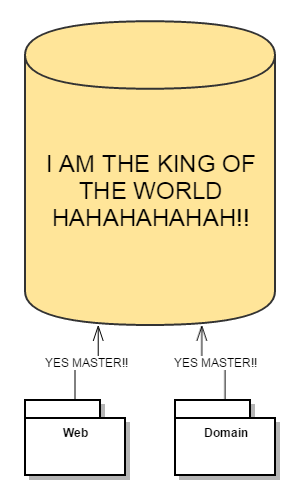 I AM THE KING OF
THE WORLD
HAHAHAHAHAH!!
YES MASTER!! YES MASTER!!
Web Domain